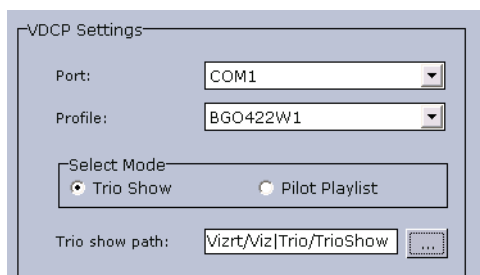 VDCP Settings
Port: COM1
Profile: BGO422W1
Select Mode
Trio Show Pilot Playlist
Trio show path: Vizrt/Viz|Trio/TrioShow ...